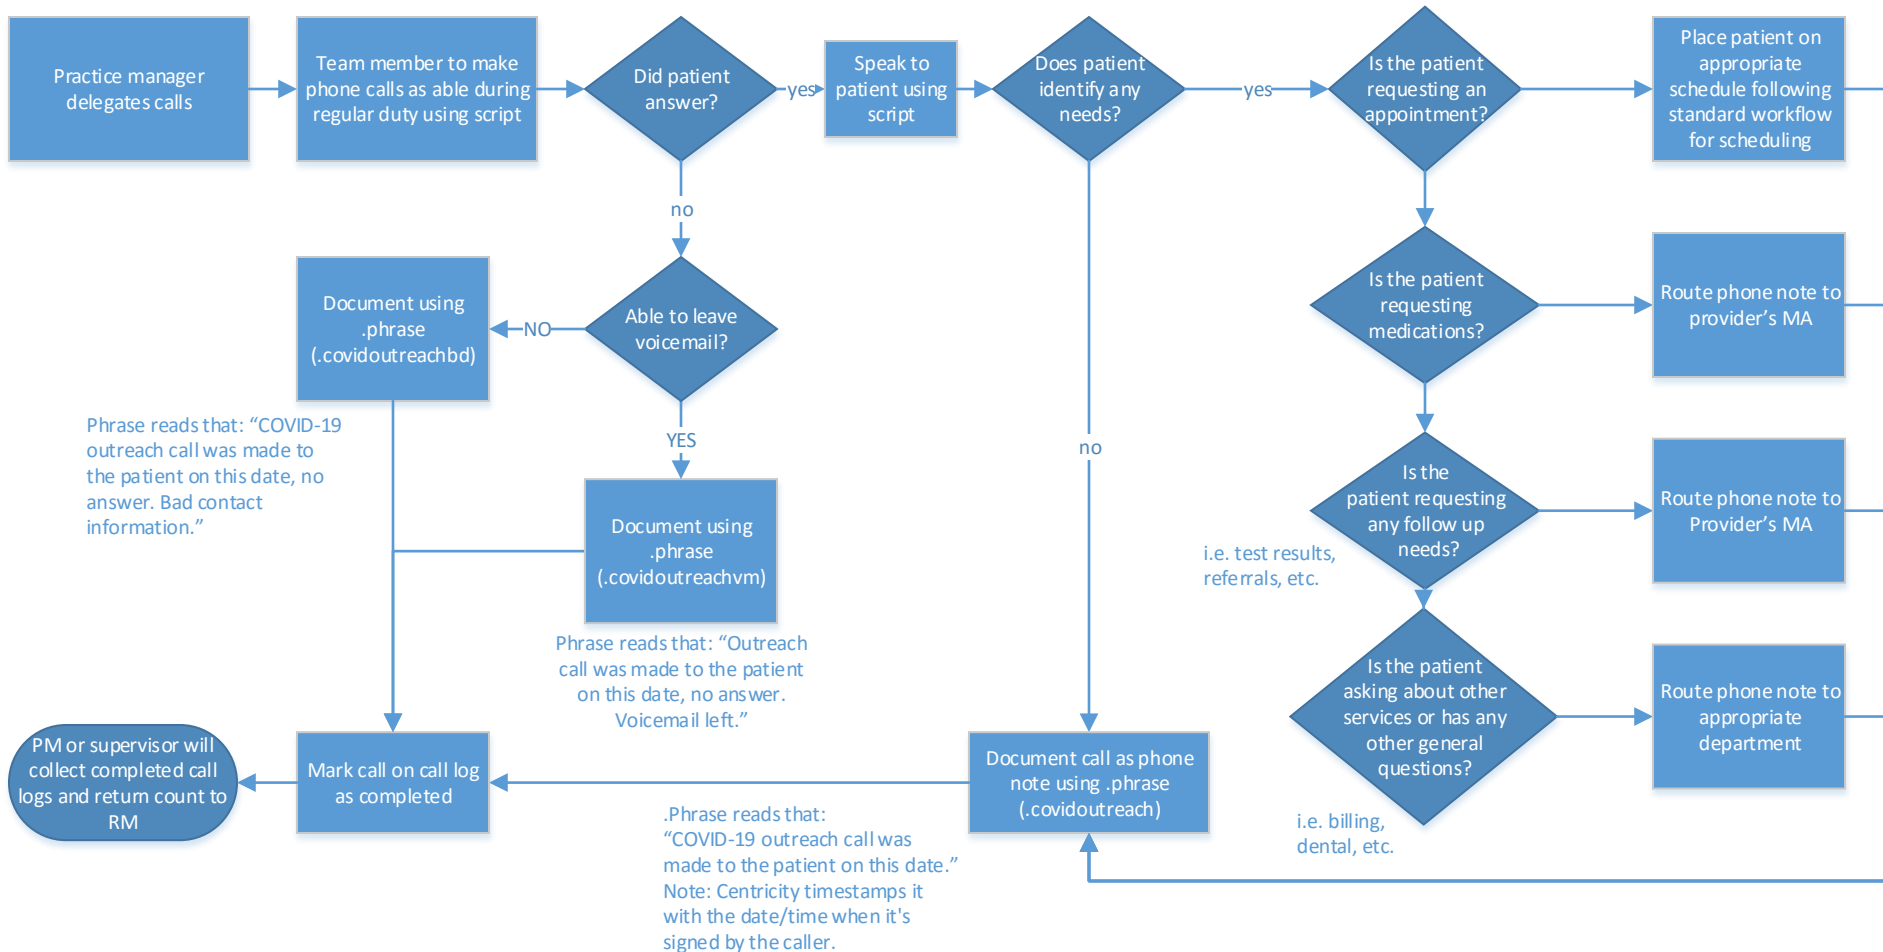 Practice manager
delegates calls
Team member to make
phone calls as able during
regular duty using script
Did patient
answer?
yes
Speak to
patient using
script
Does patient
identify any
needs?
yes
Is the patient
requesting an
appointment?
Place patient on
appropriate
schedule following
standard workflow
for scheduling
no
Able to leave
voicemail?
NO
Document using
.phrase
(.covidoutreachbd)
Phrase reads that: “COVID-19
outreach call was made to
the patient on this date, no
answer. Bad contact
information.”
YES
Document using
.phrase
(.covidoutreachvm)
Phrase reads that: “Outreach
call was made to the patient
on this date, no answer.
Voicemail left.”
no
Is the patient
requesting
medications?
Route phone note to
provider’s MA
Is the
patient requesting
any follow up
needs?
i.e. test results,
referrals, etc.
Route phone note to
Provider’s MA
Is the patient
asking about other
services or has any
other general
questions?
i.e. billing,
dental, etc.
Route phone note to
appropriate
department
Document call as phone
note using .phrase
(.covidoutreach)
.Phrase reads that:
“COVID-19 outreach call was
made to the patient on this date.”
Note: Centricity timestamps it
with the date/time when it's
signed by the caller.
Mark call on call log
as completed
PM or supervisor will
collect completed call
logs and return count to
RM